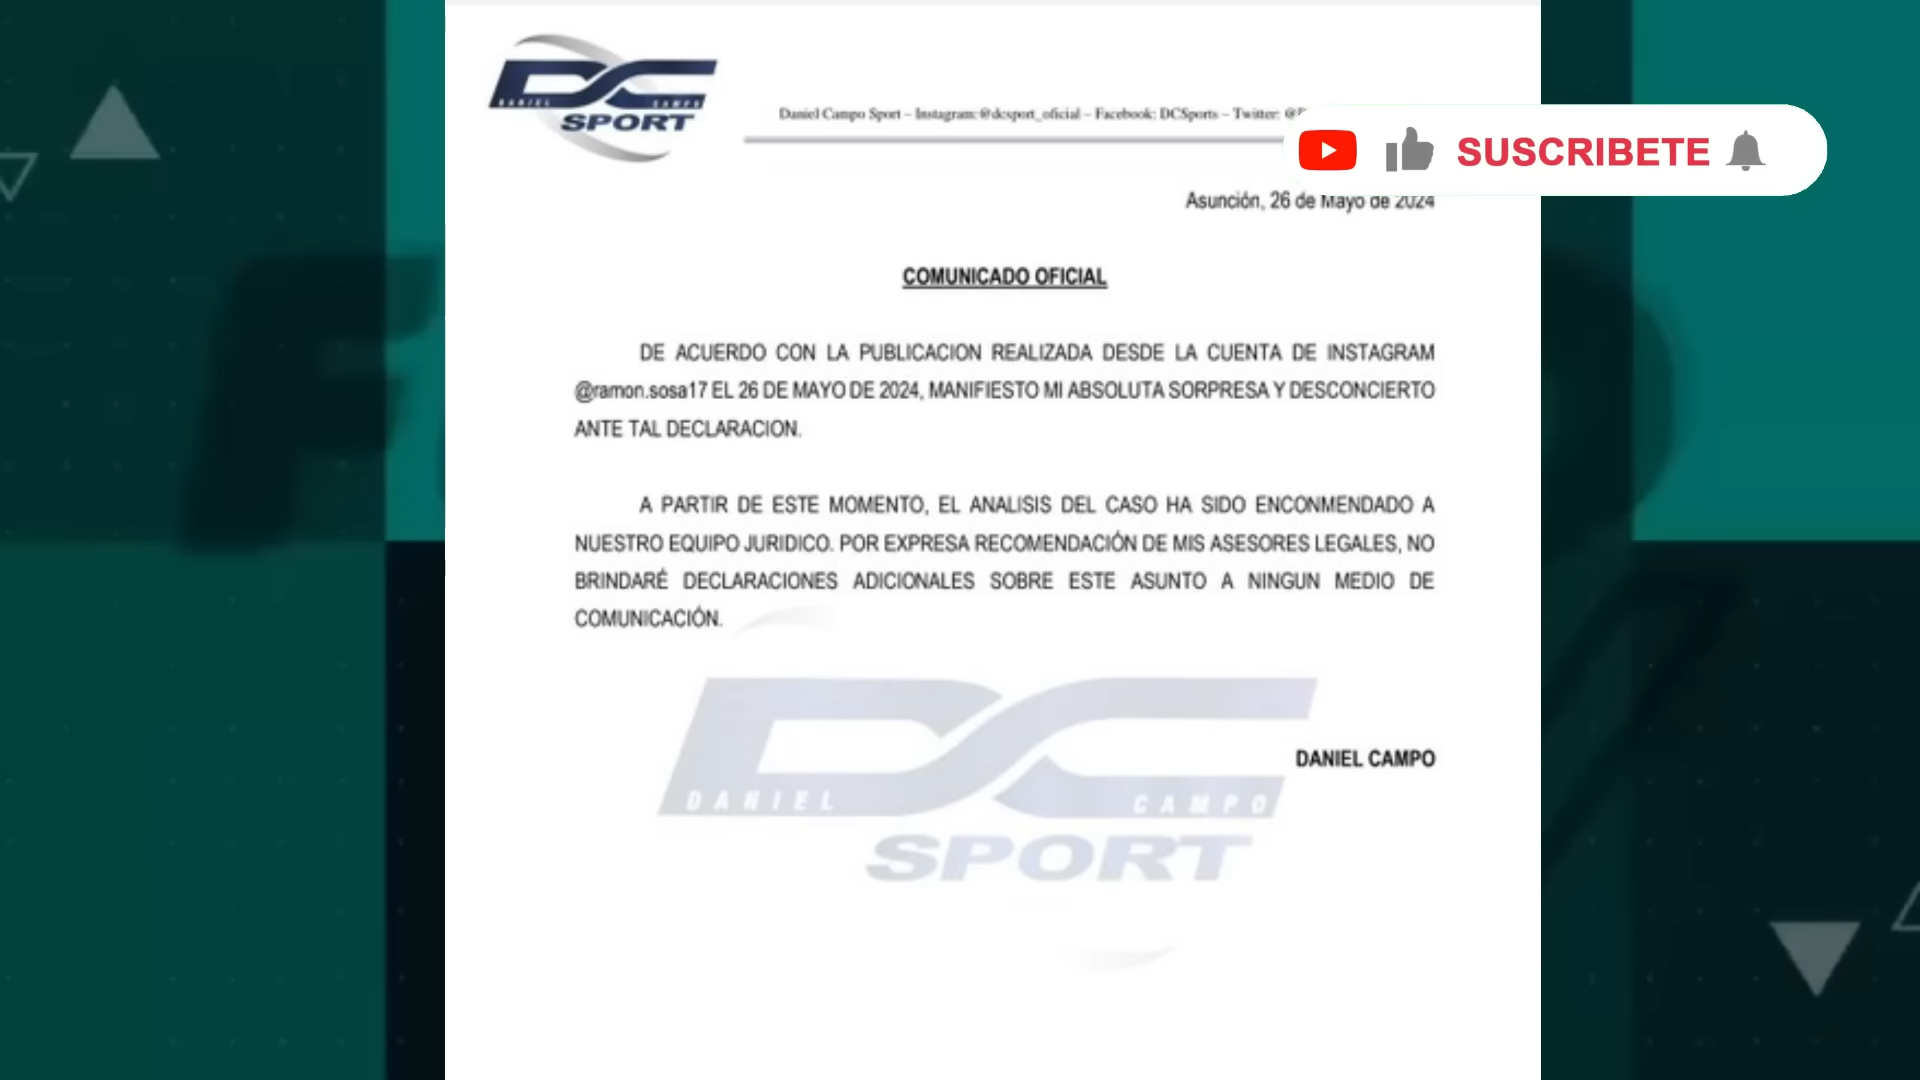 DC
DANIEL CAMPO
SPORT
Daniel Campo Sport – Instagram:@dcsport_oficial – Facebook: DCSports – Twitter:
SUSCRIBETE
Asunción, 26 de Mayo de 2024
COMUNICADO OFICIAL
DE ACUERDO CON LA PUBLICACION REALIZADA DESDE LA CUENTA DE INSTAGRAM
@ramon.sosa17 EL 26 DE MAYO DE 2024, MANIFIESTO MI ABSOLUTA SORPRESA Y DESCONCIERTO
ANTE TAL DECLARACION.
A PARTIR DE ESTE MOMENTO, EL ANALISIS DEL CASO HA SIDO ENCONMENDADO A
NUESTRO EQUIPO JURIDICO. POR EXPRESA RECOMENDACIÓN DE MIS ASESORES LEGALES, NO
BRINDARÉ DECLARACIONES ADICIONALES SOBRE ESTE ASUNTO A NINGUN MEDIO DE
COMUNICACIÓN.
DANIEL CAMPO
DC
DANIEL CAMPO
SPORT